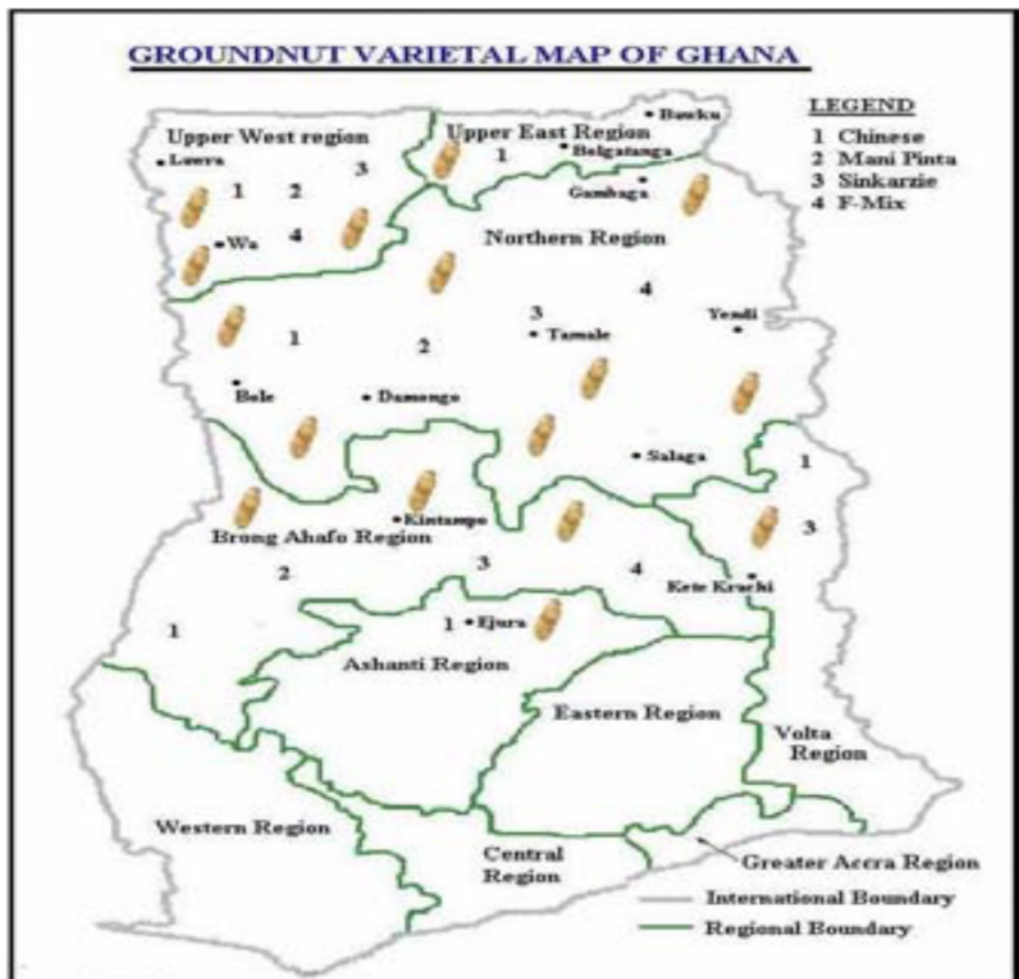 GROUNDNUT VARIETAL MAP OF GHANA
LEGEND
1 Chinese
2 Mani Pinta
3 Sinkarzie
4 F-Mix
Bawku
Upper West region
Upper East Region
Lawra
3
1
Bolgatanga
1
2
Gambaga
4
Wa
Northern Region
4
3
Yendi
1
2
Tamale
Bole
Damongo
Salaga
1
Kintampo
3
Brong Ahafo Region
2
3
4
Kete Krachi
1
1
Ejura
Ashanti Region
Eastern Region
Volta
Region
Western Region
Central
Region
Greater Accra Region
International Boundary
Regional Boundary